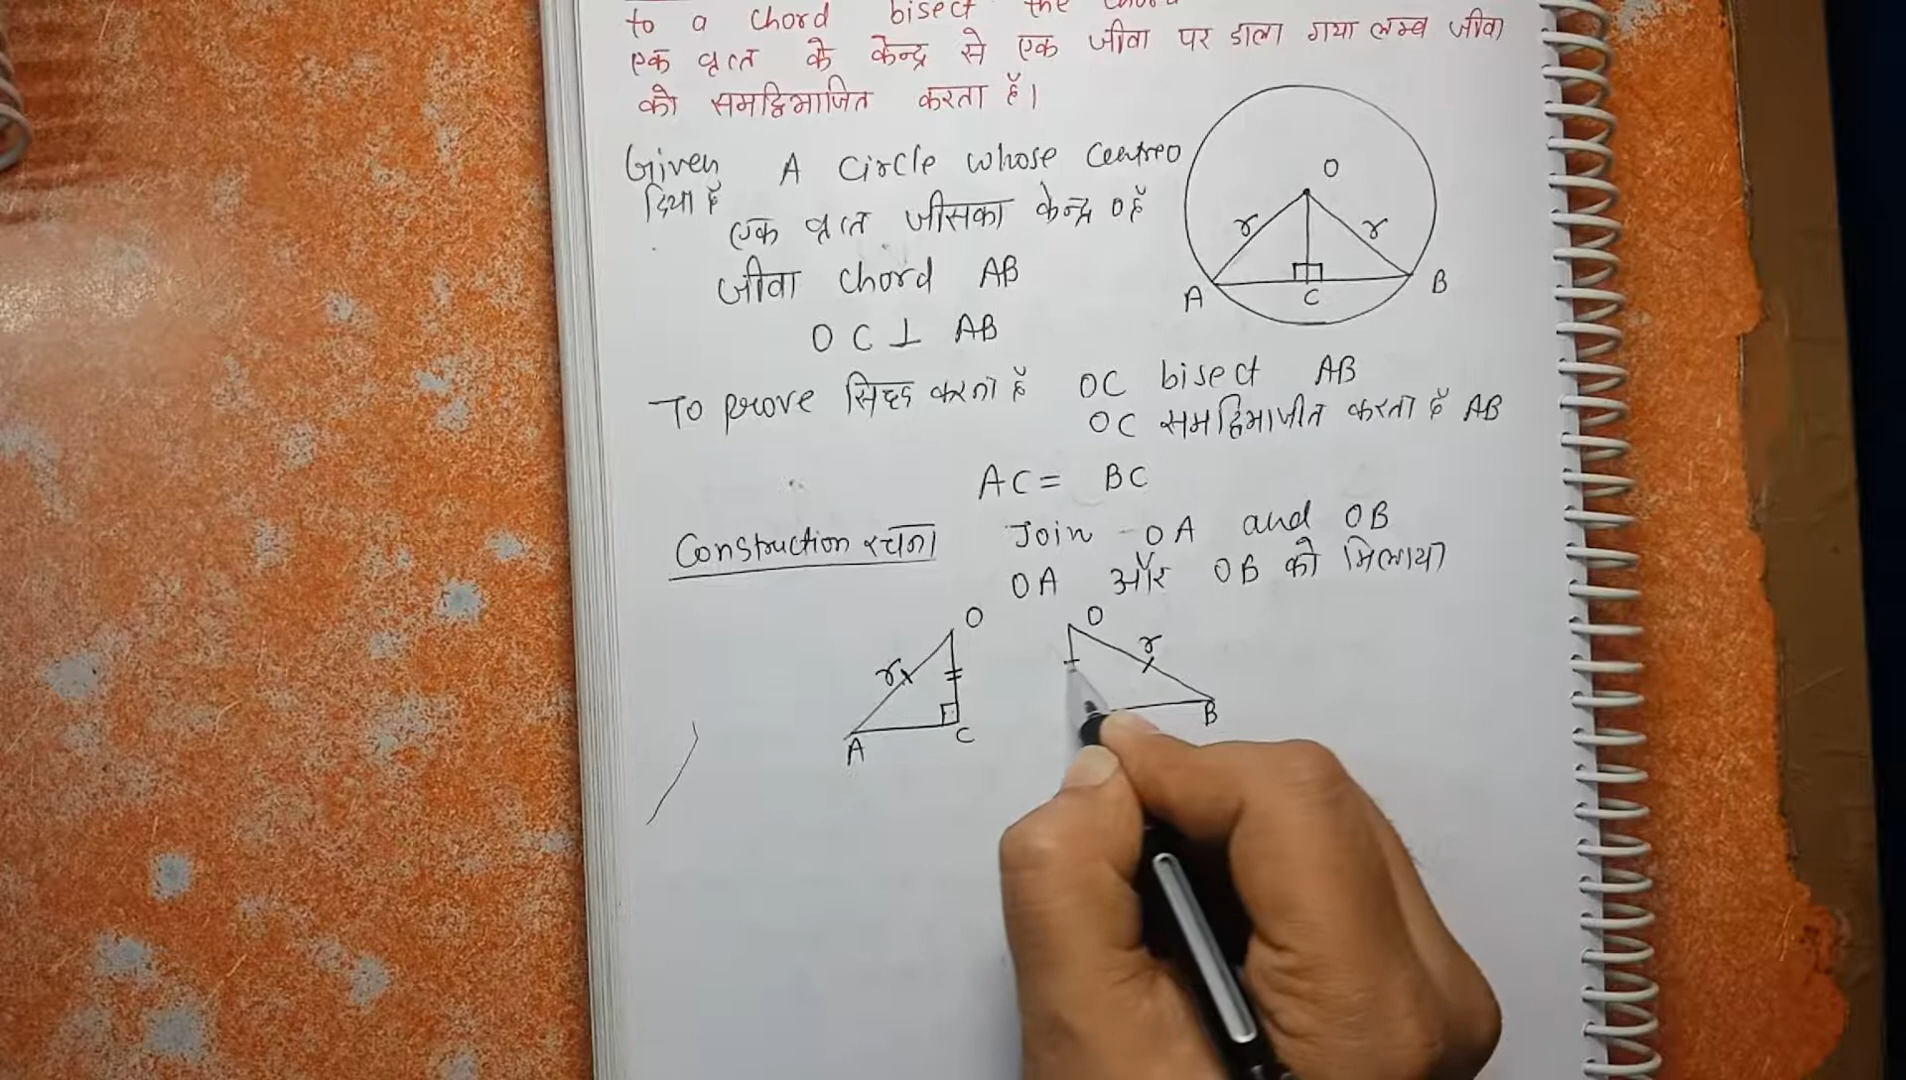 to a chord bisect the chord
एक वृत्त के केन्द्र से एक जीवा पर डाला गया लम्ब जीवा
को समद्विभाजित करता हैं।
Given A circle whose centre O
दिया हैं
एक वृत्त जीसका केन्द्र O हैं
जीवा chord AB
OC ⊥ AB
To prove सिद्द करना हैं OC bisect AB
OC समद्विभाजीत करता हैं AB
AC = BC
Construction रचना Join OA and OB
OA और OB को मिलाया
O
r r
A C B
O O
r r
A C B